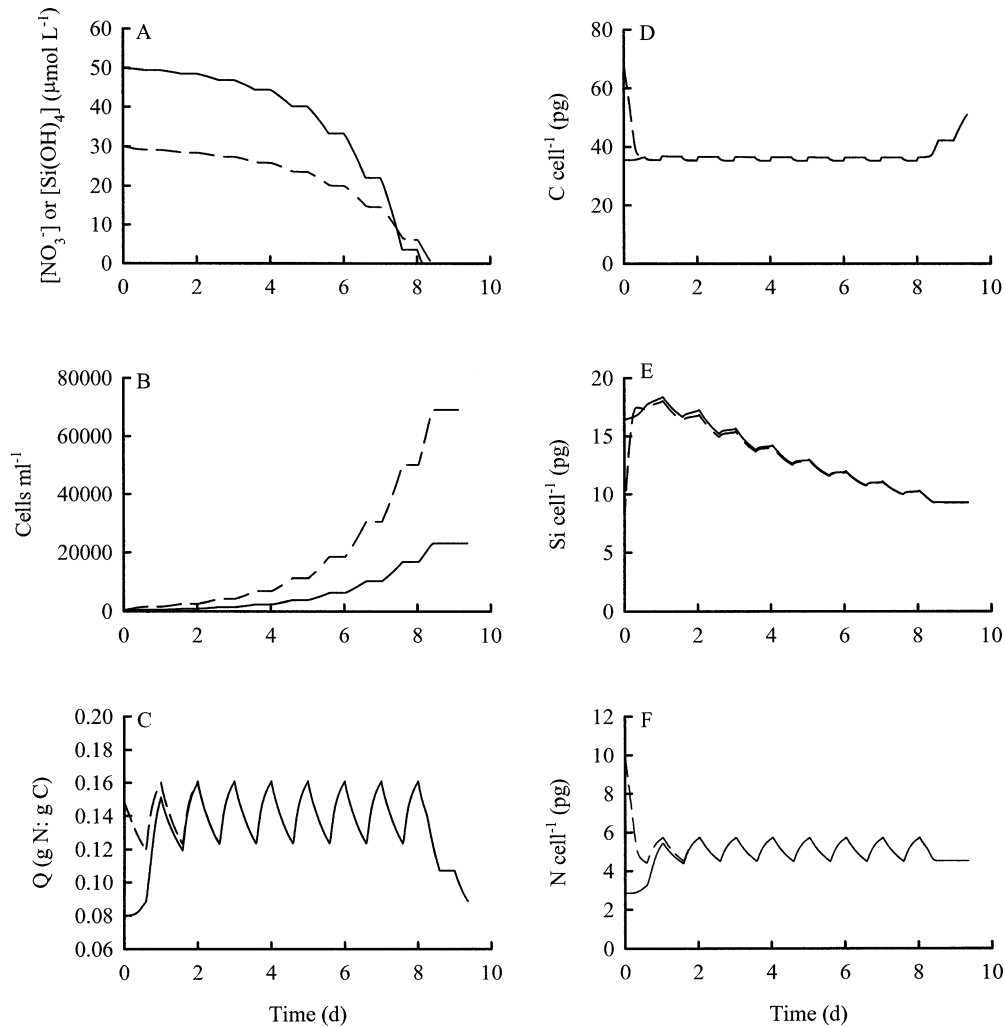 A
[NO3-] or [Si(OH)4] (µmol L-1)
60
50
40
30
20
10
0
0 2 4 6 8 10
D
C cell-1 (pg)
80
60
40
20
0
0 2 4 6 8 10
B
Cells ml-1
80000
60000
40000
20000
0
0 2 4 6 8 10
E
Si cell-1 (pg)
20
15
10
5
0
0 2 4 6 8 10
C
Q (g N: g C)
0.20
0.18
0.16
0.14
0.12
0.10
0.08
0.06
0 2 4 6 8 10
Time (d)
F
N cell-1 (pg)
12
10
8
6
4
2
0
0 2 4 6 8 10
Time (d)